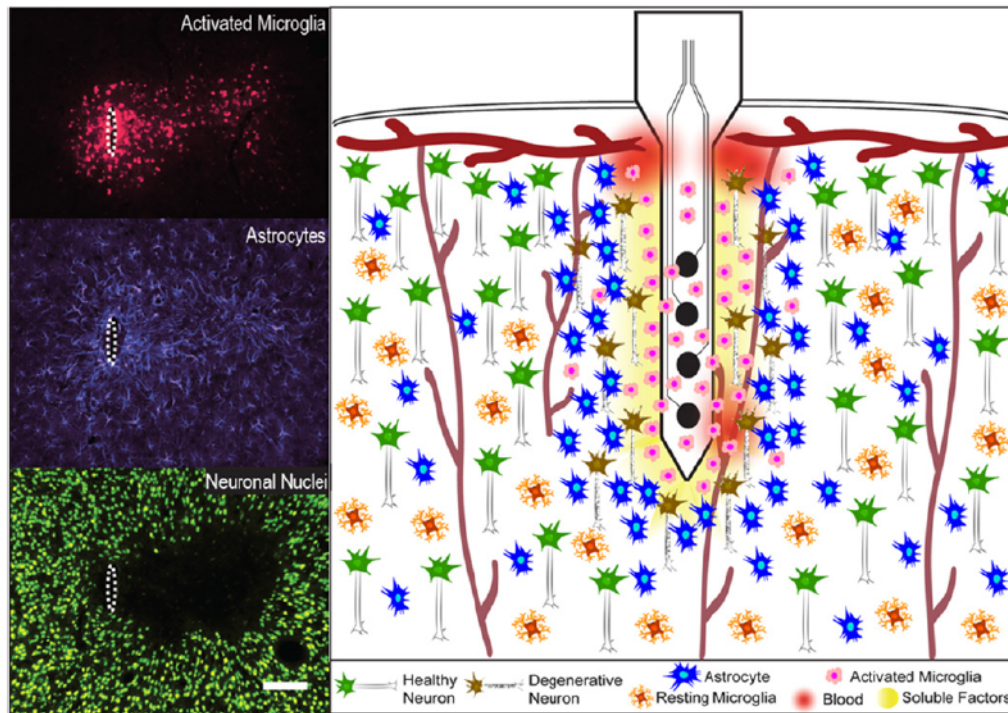 Activated Microglia
Astrocytes
Neuronal Nuclei
Healthy
Neuron
Degenerative
Neuron
Astrocyte
Resting Microglia
Activated Microglia
Blood
Soluble Factors